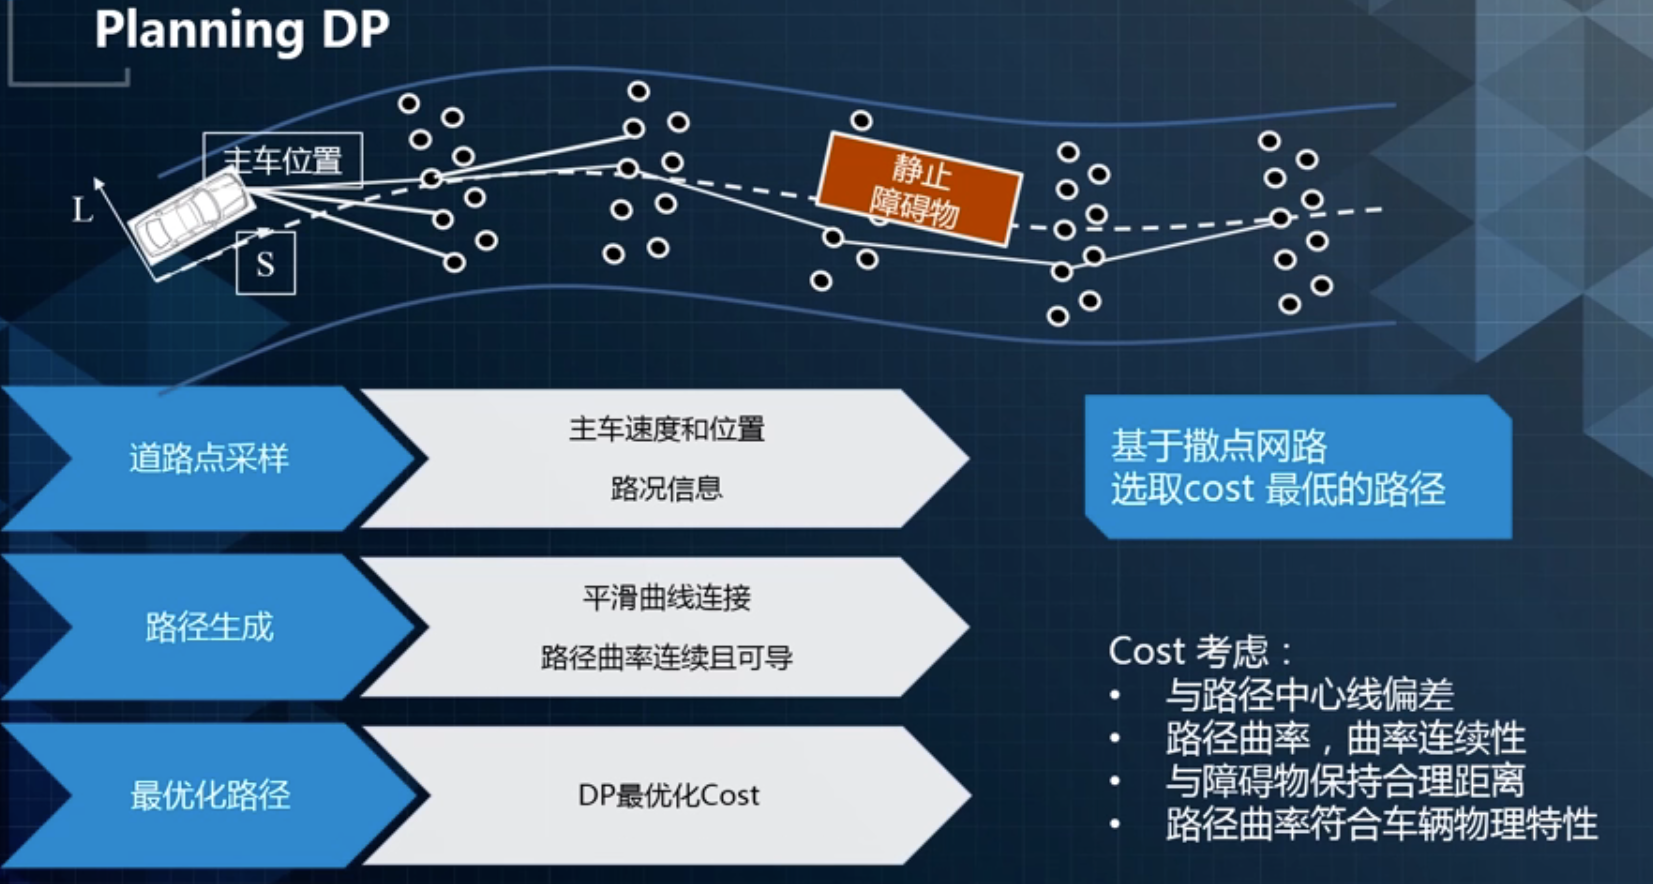 Planning DP
主车位置
L
S
静止
障碍物
道路点采样
主车速度和位置
路况信息
基于撒点网路
选取cost 最低的路径
路径生成
平滑曲线连接
路径曲率连续且可导
最优化路径
DP最优化Cost
Cost 考虑：
• 与路径中心线偏差
• 路径曲率，曲率连续性
• 与障碍物保持合理距离
• 路径曲率符合车辆物理特性